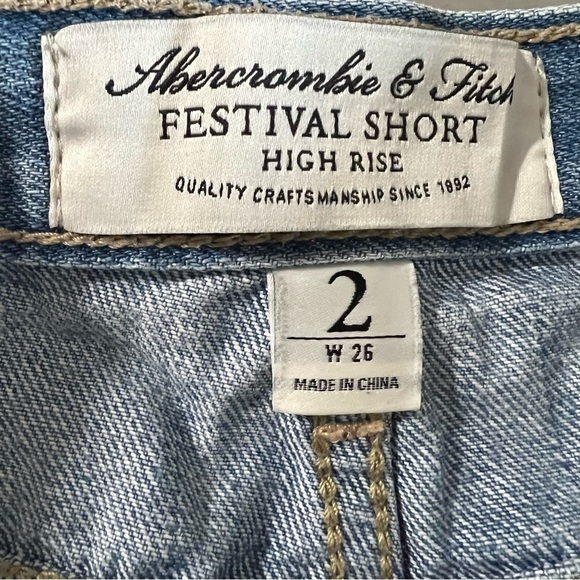 Abercrombie & Fitch
FESTIVAL SHORT
HIGH RISE
QUALITY CRAFTSMANSHIP SINCE 1892
2
W 26
MADE IN CHINA